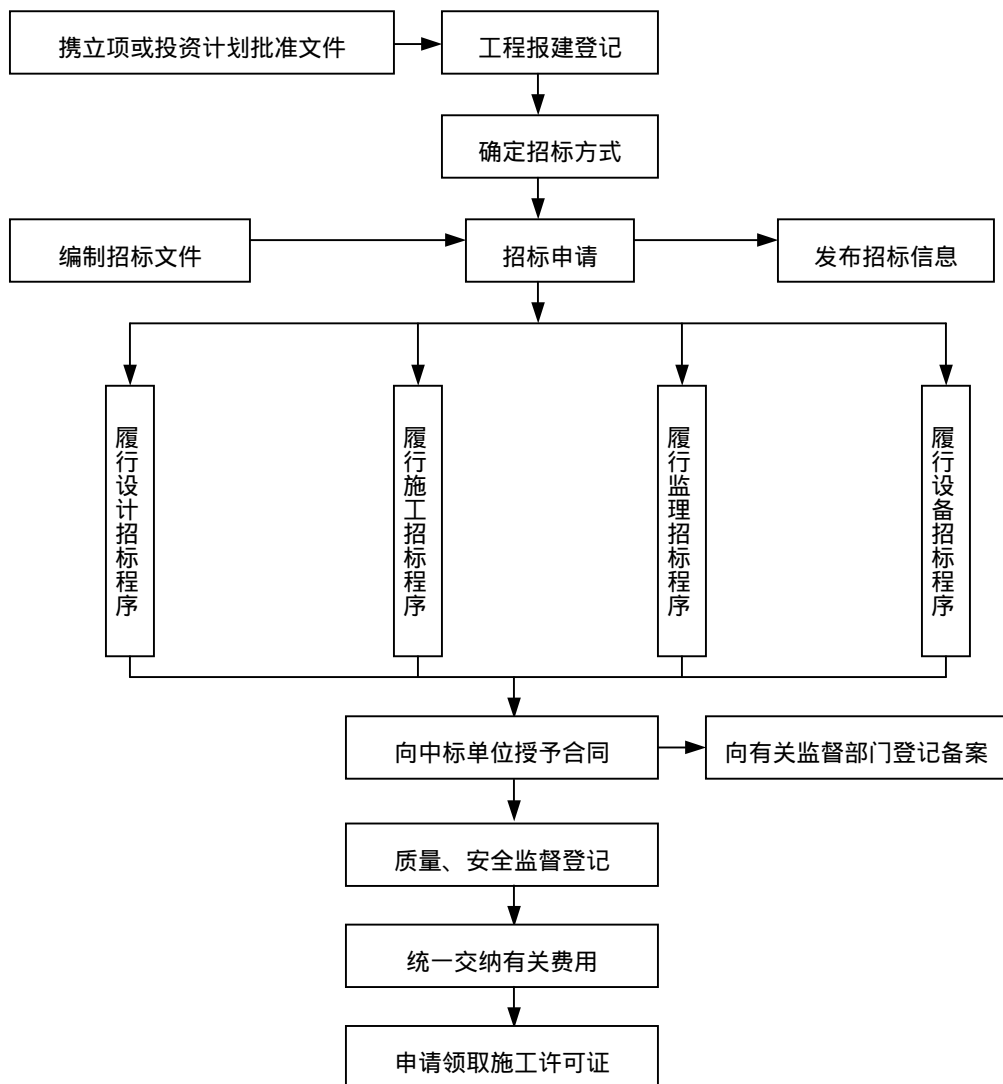 携立项或投资计划批准文件
工程报建登记
确定招标方式
编制招标文件
招标申请
发布招标信息
履行设计招标程序
履行施工招标程序
履行监理招标程序
履行设备招标程序
向中标单位授予合同
向有关监督部门登记备案
质量、安全监督登记
统一交纳有关费用
申请领取施工许可证